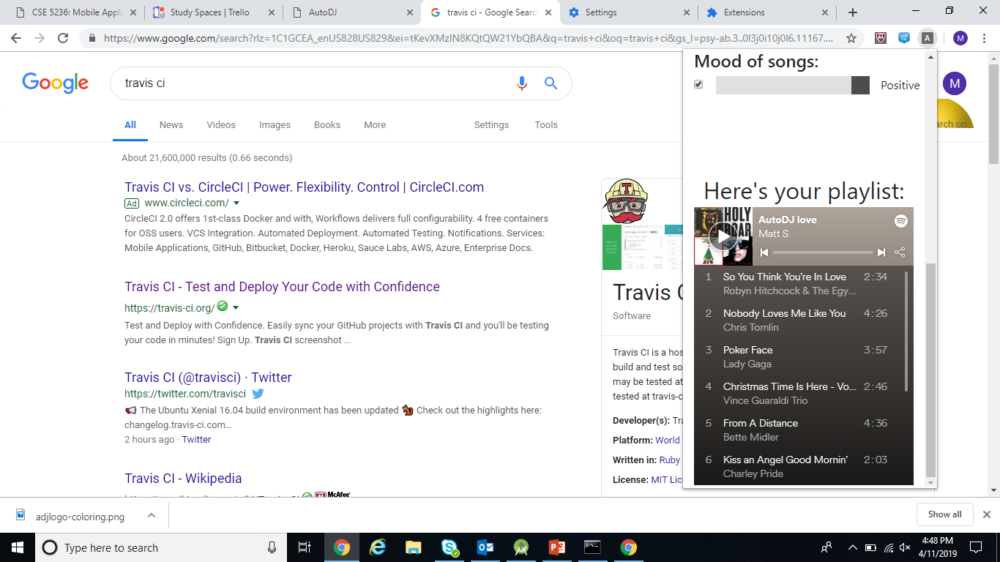 CSE 5236: Mobile Appli
Study Spaces | Trello
AutoDJ
travis ci - Google Search
Settings
Extensions
https://www.google.com/search?rlz=1C1GCEA_enUS828US829&ei=tKevXMzIN8KQtQW21YbQBA&q=travis+ci&oq=travis+ci&gs_l=psy-ab.3..0l3j0i10j0l6.11167....
A
M
Google
travis ci
M
All
News
Videos
Images
Books
More
Settings
Tools
arch on
About 21,600,000 results (0.66 seconds)
Travis CI vs. CircleCI | Power. Flexibility. Control | CircleCI.com
Ad www.circleci.com/
CircleCI 2.0 offers 1st-class Docker and with, Workflows delivers full configurability. 4 free containers
for OSS users. VCS Integration. Automated Deployment. Automated Testing. Notifications. Services:
Mobile Applications, GitHub, Bitbucket, Docker, Heroku, Sauce Labs, AWS, Azure, Enterprise Docs.
Travis CI - Test and Deploy Your Code with Confidence
https://travis-ci.org/
Test and Deploy with Confidence. Easily sync your GitHub projects with Travis CI and you'll be testing
your code in minutes! Sign Up. Travis CI screenshot ...
Travis CI (@travisci) · Twitter
https://twitter.com/travisci
The Ubuntu Xenial 16.04 build environment has been updated Check out the highlights here:
changelog.travis-ci.com…
2 hours ago · Twitter
Travis CI - Wikipedia
McAfee
T
Travis C
Software
Travis CI is a hos
build and test so
may be tested at
tested at travis-c
Developer(s): Tra
Platform: World
Written in: Ruby
License: MIT Lic
Mood of songs:
Positive
Here's your playlist:
HOLY
ROAR
AutoDJ love
Matt S
1 So You Think You're In Love 2:34
Robyn Hitchcock & The Egy...
2 Nobody Loves Me Like You 4:26
Chris Tomlin
3 Poker Face 3:57
Lady Gaga
4 Christmas Time Is Here - Vo... 2:46
Vince Guaraldi Trio
5 From A Distance 4:36
Bette Midler
6 Kiss an Angel Good Mornin' 2:03
Charley Pride
adjlogo-coloring.png
Show all
Type here to search
4:48 PM
4/11/2019